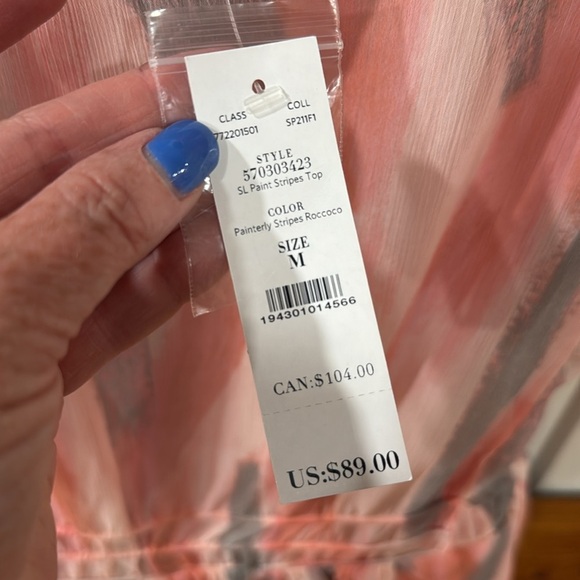 CLASS COLL
772201501 SP211F1
STYLE
570303423
SL Paint Stripes Top
COLOR
Painterly Stripes Roccoco
SIZE
M
194301014566
CAN:$104.00
US:$89.00